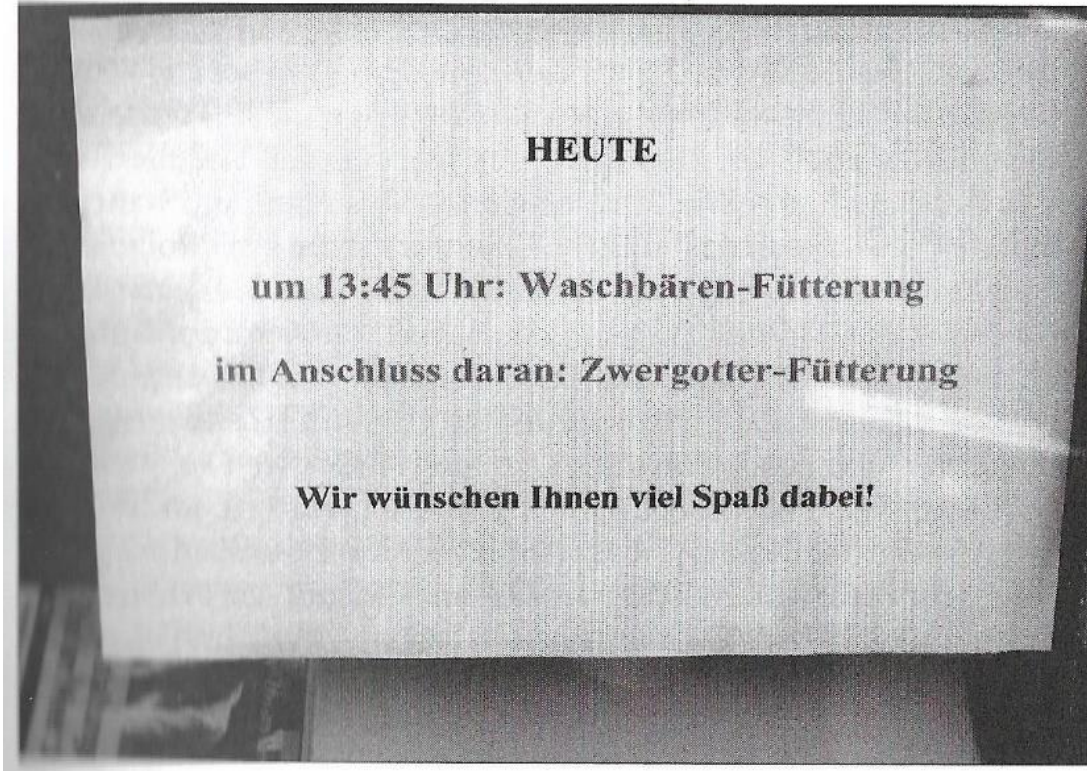 HEUTE
um 13:45 Uhr: Waschbären-Fütterung
im Anschluss daran: Zwergotter-Fütterung
Wir wünschen Ihnen viel Spaß dabei!